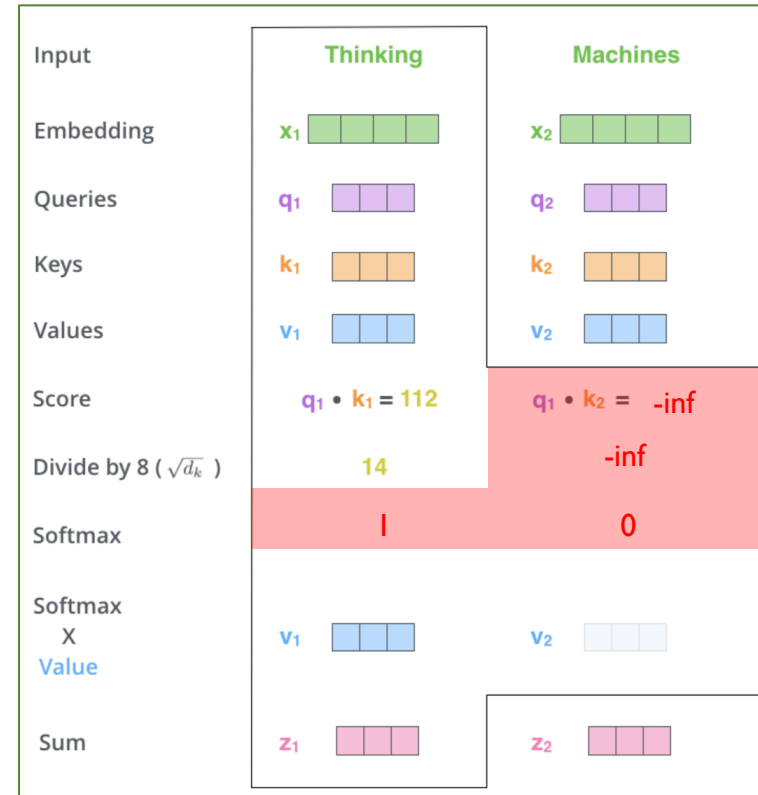 Input Thinking Machines
Embedding x₁ x₂
Queries q₁ q₂
Keys k₁ k₂
Values v₁ v₂
Score q₁ • k₁ = 112 q₁ • k₂ = -inf
Divide by 8 ( √dₖ ) 14 -inf
Softmax 1 0
Softmax
X
Value
v₁ v₂
Sum z₁ z₂